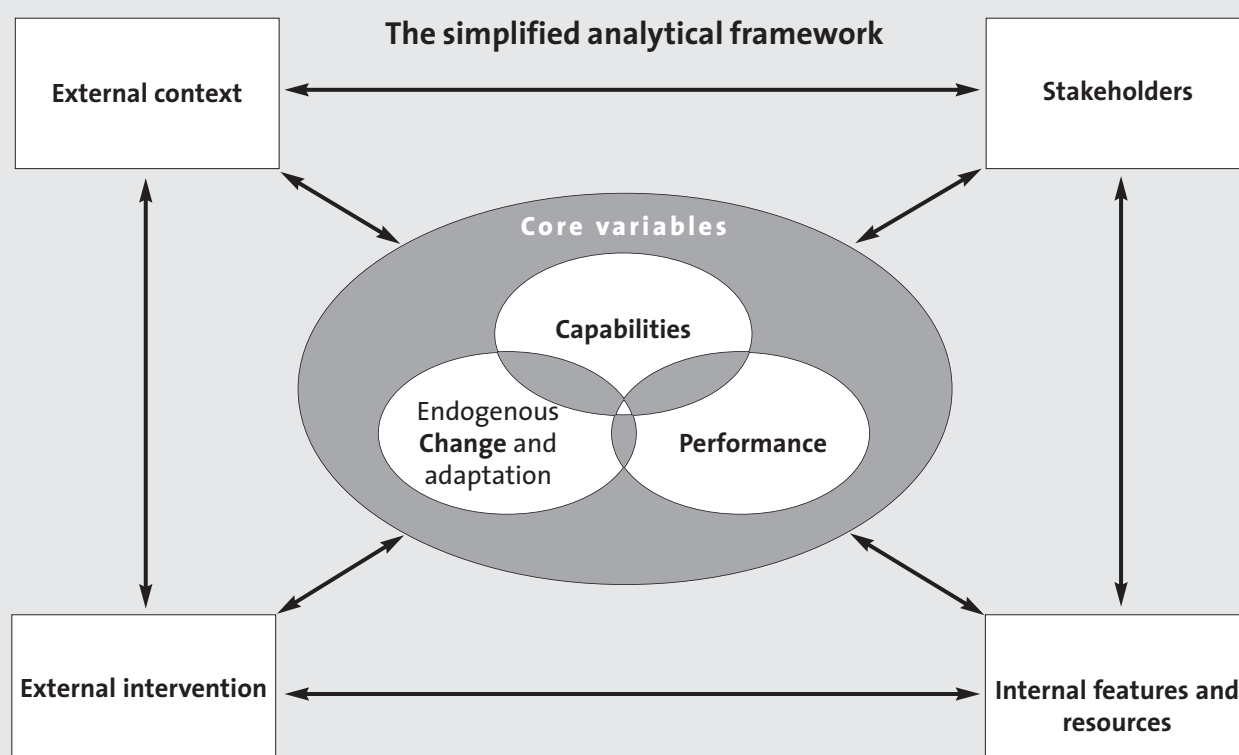 The simplified analytical framework
External context
Stakeholders
Core variables
Capabilities
Endogenous
Change and
adaptation
Performance
External intervention
Internal features and
resources